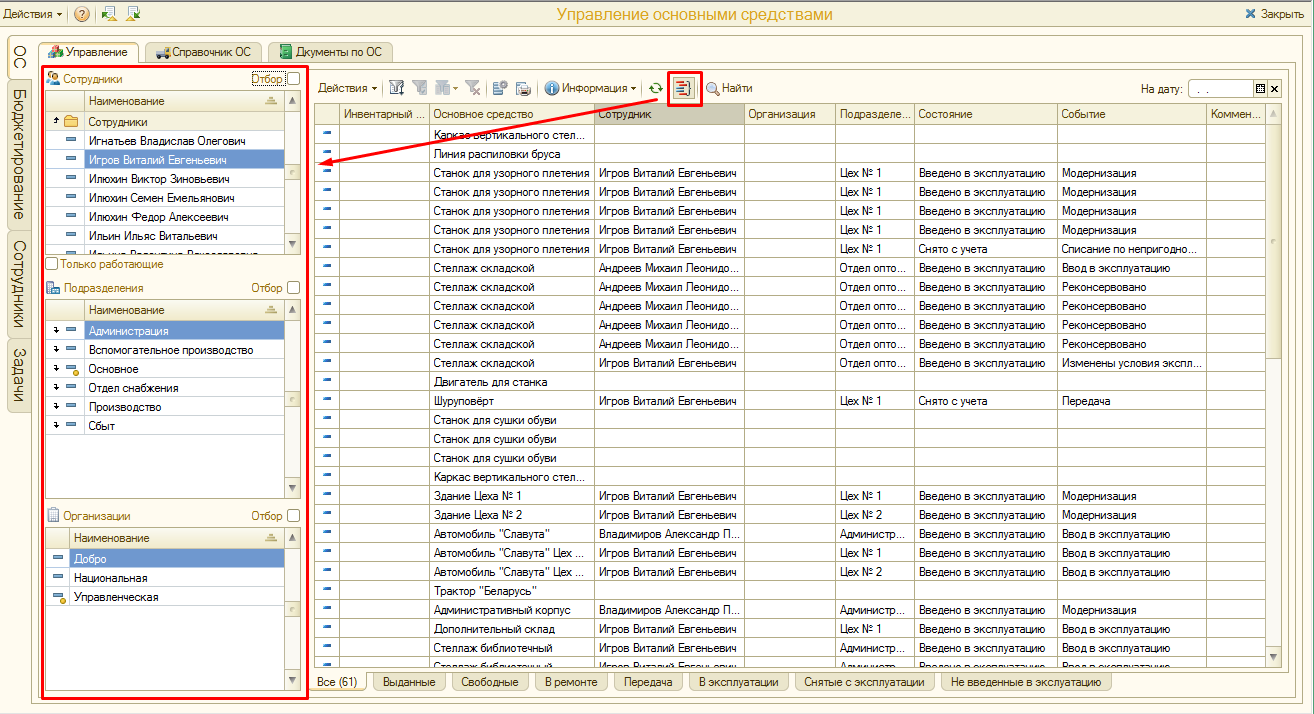 Действия Управление основными средствами Закрыть
ОС
Бюджетирование
Сотрудники
Задачи
Управление Справочник ОС Дкументы по ОС
Сотрудники Отбор
Наименование
Сотрудники
Игнатьев Владислав Олегович
Игров Виталий Евгеньевич
Илюхин Виктор Зиновьевич
Илюхин Семен Емельянович
Илюхин Федор Алексеевич
Ильин Ильяс Витальевич
Только работающие
Подразделения Отбор
Наименование
Администрация
Вспомогательное производство
Основное
Отдел снабжения
Производство
Сбыт
Организации Отбор
Наименование
Добро
Национальная
Управленческая
Действия Информация Найти На дату: . .
Инвентарный ... Основное средство Сотрудник Организация Подразделе... Состояние Событие Коммен...
Каркас вертикального стел...
Линия распиловки бруса
Станок для узорного плетения Игров Виталий Евгеньевич Цех № 1 Введено в эксплуатацию Модернизация
Станок для узорного плетения Игров Виталий Евгеньевич Цех № 1 Введено в эксплуатацию Модернизация
Станок для узорного плетения Игров Виталий Евгеньевич Цех № 1 Введено в эксплуатацию Модернизация
Станок для узорного плетения Игров Виталий Евгеньевич Цех № 1 Введено в эксплуатацию Модернизация
Станок для узорного плетения Игров Виталий Евгеньевич Цех № 1 Снято с учета Списание по непригодно...
Стеллаж складской Андреев Михаил Леонидо... Отдел опто... Введено в эксплуатацию Ввод в эксплуатацию
Стеллаж складской Андреев Михаил Леонидо... Отдел опто... Введено в эксплуатацию Реконсервовано
Стеллаж складской Андреев Михаил Леонидо... Отдел опто... Введено в эксплуатацию Реконсервовано
Стеллаж складской Андреев Михаил Леонидо... Отдел опто... Введено в эксплуатацию Реконсервовано
Стеллаж складской Андреев Михаил Леонидо... Отдел опто... Введено в эксплуатацию Реконсервовано
Стеллаж складской Игров Виталий Евгеньевич Отдел опто... Введено в эксплуатацию Изменены условия экспл...
Двигатель для станка
Шуруповёрт Игров Виталий Евгеньевич Цех № 1 Снято с учета Передача
Станок для сушки обуви
Станок для сушки обуви
Станок для сушки обуви
Каркас вертикального стел...
Здание Цеха № 1 Игров Виталий Евгеньевич Цех № 1 Введено в эксплуатацию Модернизация
Здание Цеха № 2 Игров Виталий Евгеньевич Цех № 2 Введено в эксплуатацию Модернизация
Автомобиль "Славута" Владимиров Александр П... Администр... Введено в эксплуатацию Ввод в эксплуатацию
Автомобиль "Славута" Цех ... Игров Виталий Евгеньевич Цех № 1 Введено в эксплуатацию Ввод в эксплуатацию
Автомобиль "Славута" Цех ... Игров Виталий Евгеньевич Цех № 2 Введено в эксплуатацию Ввод в эксплуатацию
Трактор "Беларусь"
Административный корпус Владимиров Александр П... Администр... Введено в эксплуатацию Модернизация
Дополнительный склад Игров Виталий Евгеньевич Цех № 1 Введено в эксплуатацию Ввод в эксплуатацию
Стеллаж библиотечный Игров Виталий Евгеньевич Администр... Введено в эксплуатацию Ввод в эксплуатацию
Стеллаж библиотечный Игров Виталий Евгеньевич Администр... Введено в эксплуатацию Ввод в эксплуатацию
Все (61) Выданные Свободные В ремонте Передача В эксплуатации Снятые с эксплуатации Не введенные в экслуатацию